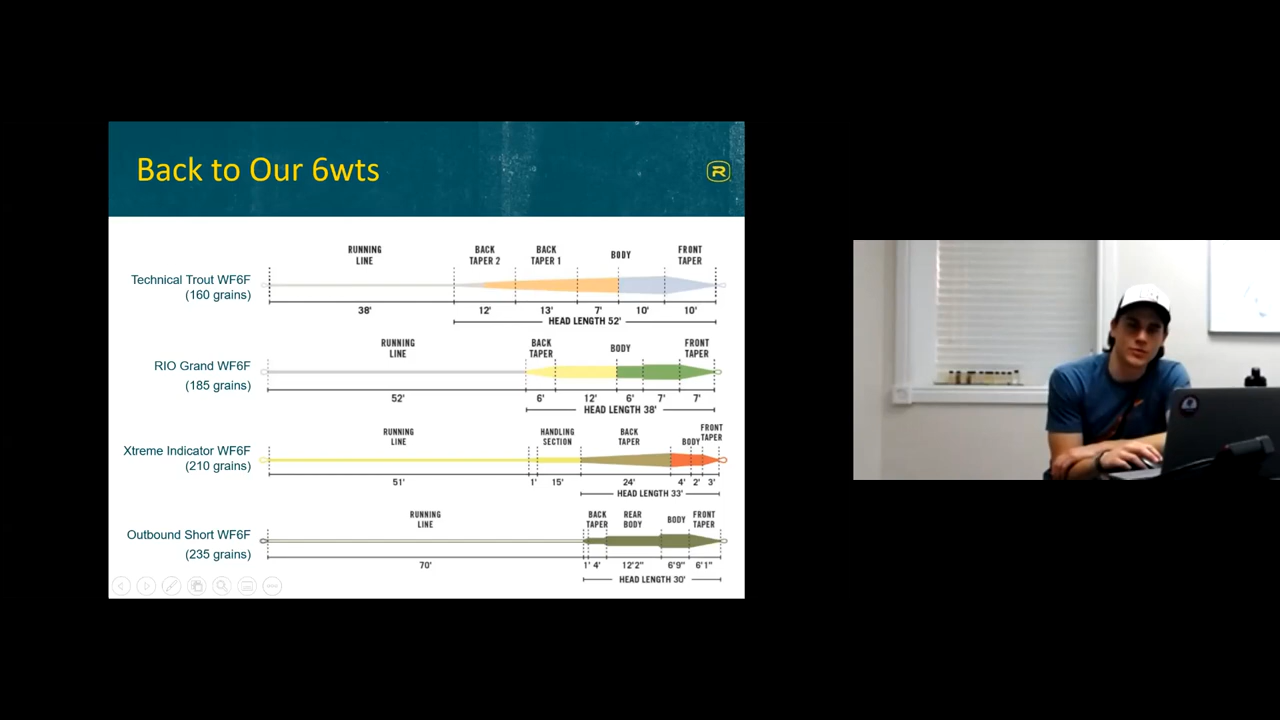 Back to Our 6wts
R
RUNNING LINE
BACK TAPER 2
BACK TAPER 1
BODY
FRONT TAPER
Technical Trout WF6F
(160 grains)
38' 12' 13' 7' 10' 10'
HEAD LENGTH 52'
RUNNING LINE
BACK TAPER
BODY
FRONT TAPER
RIO Grand WF6F
(185 grains)
52' 6' 12' 6' 7' 7'
HEAD LENGTH 38'
RUNNING LINE
HANDLING SECTION
BACK TAPER
BODY
FRONT TAPER
Xtreme Indicator WF6F
(210 grains)
51' 1' 15' 24' 4' 2' 3'
HEAD LENGTH 33'
RUNNING LINE
BACK TAPER
REAR BODY
BODY
FRONT TAPER
Outbound Short WF6F
(235 grains)
70' 1' 4' 12'2" 6'9" 6'1"
HEAD LENGTH 30'